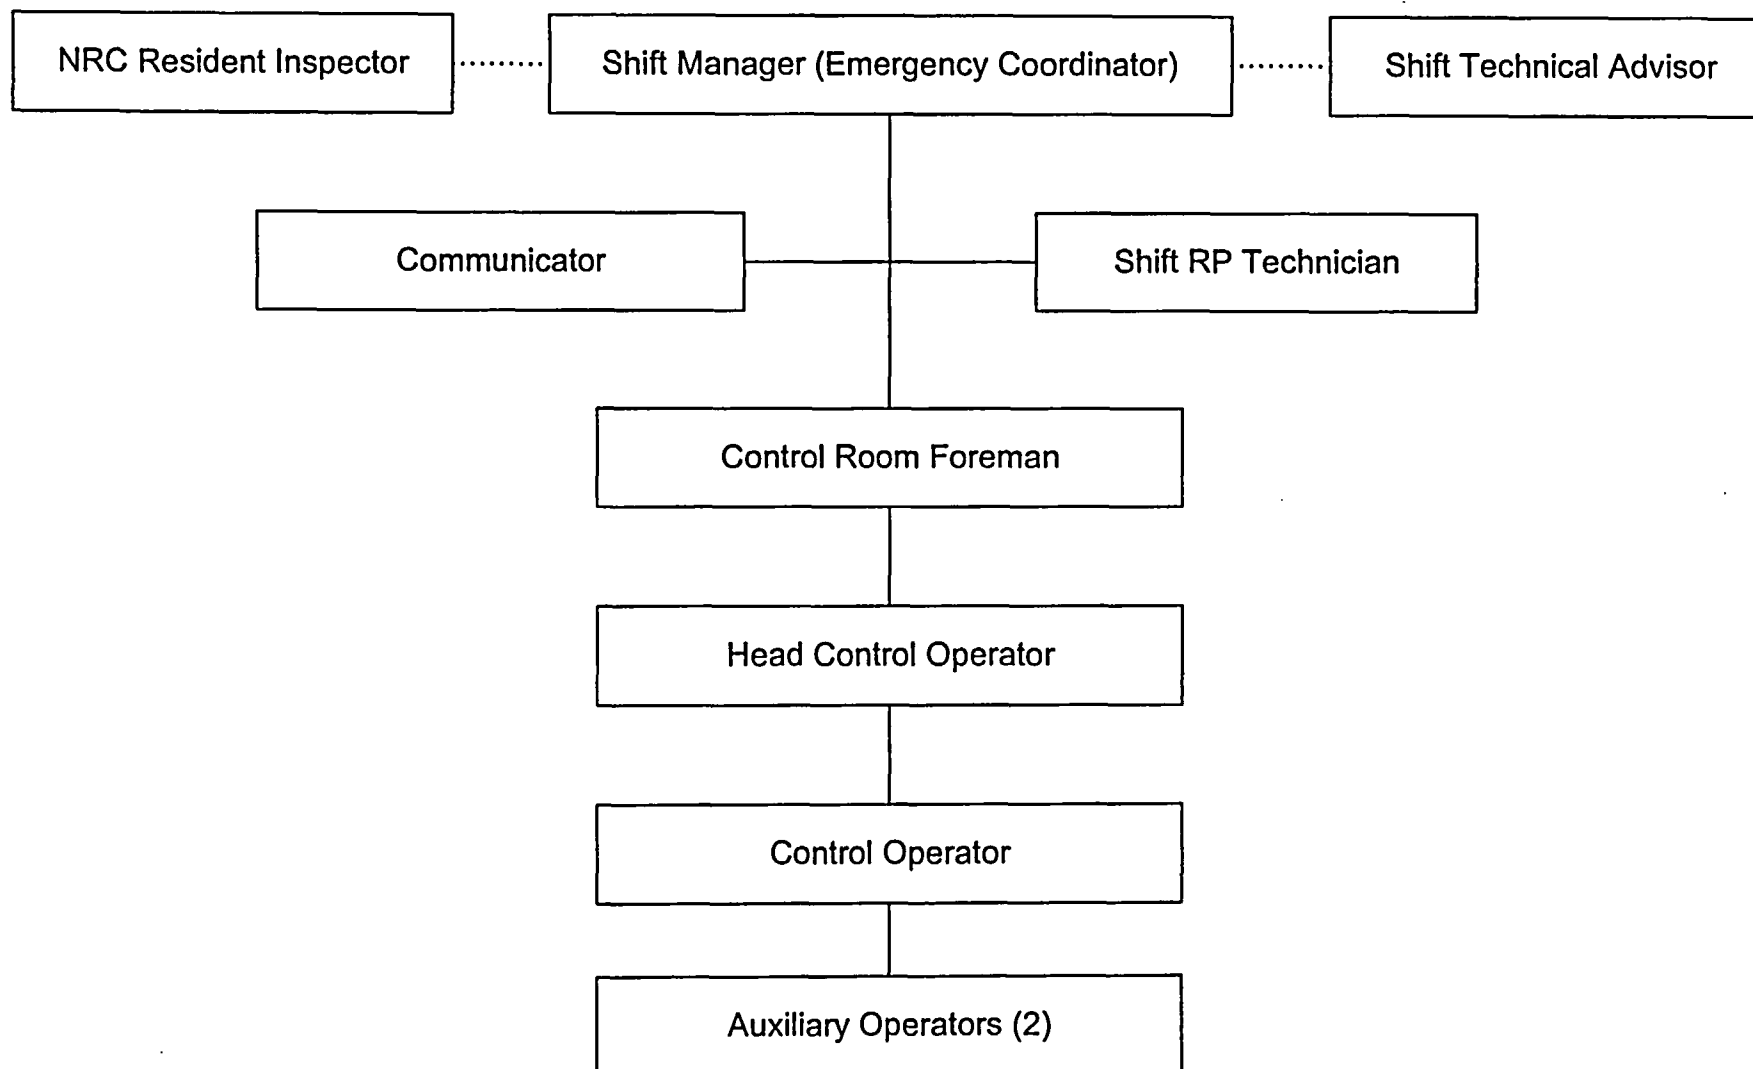 NRC Resident Inspector
Shift Manager (Emergency Coordinator)
Shift Technical Advisor
Communicator
Shift RP Technician
Control Room Foreman
Head Control Operator
Control Operator
Auxiliary Operators (2)